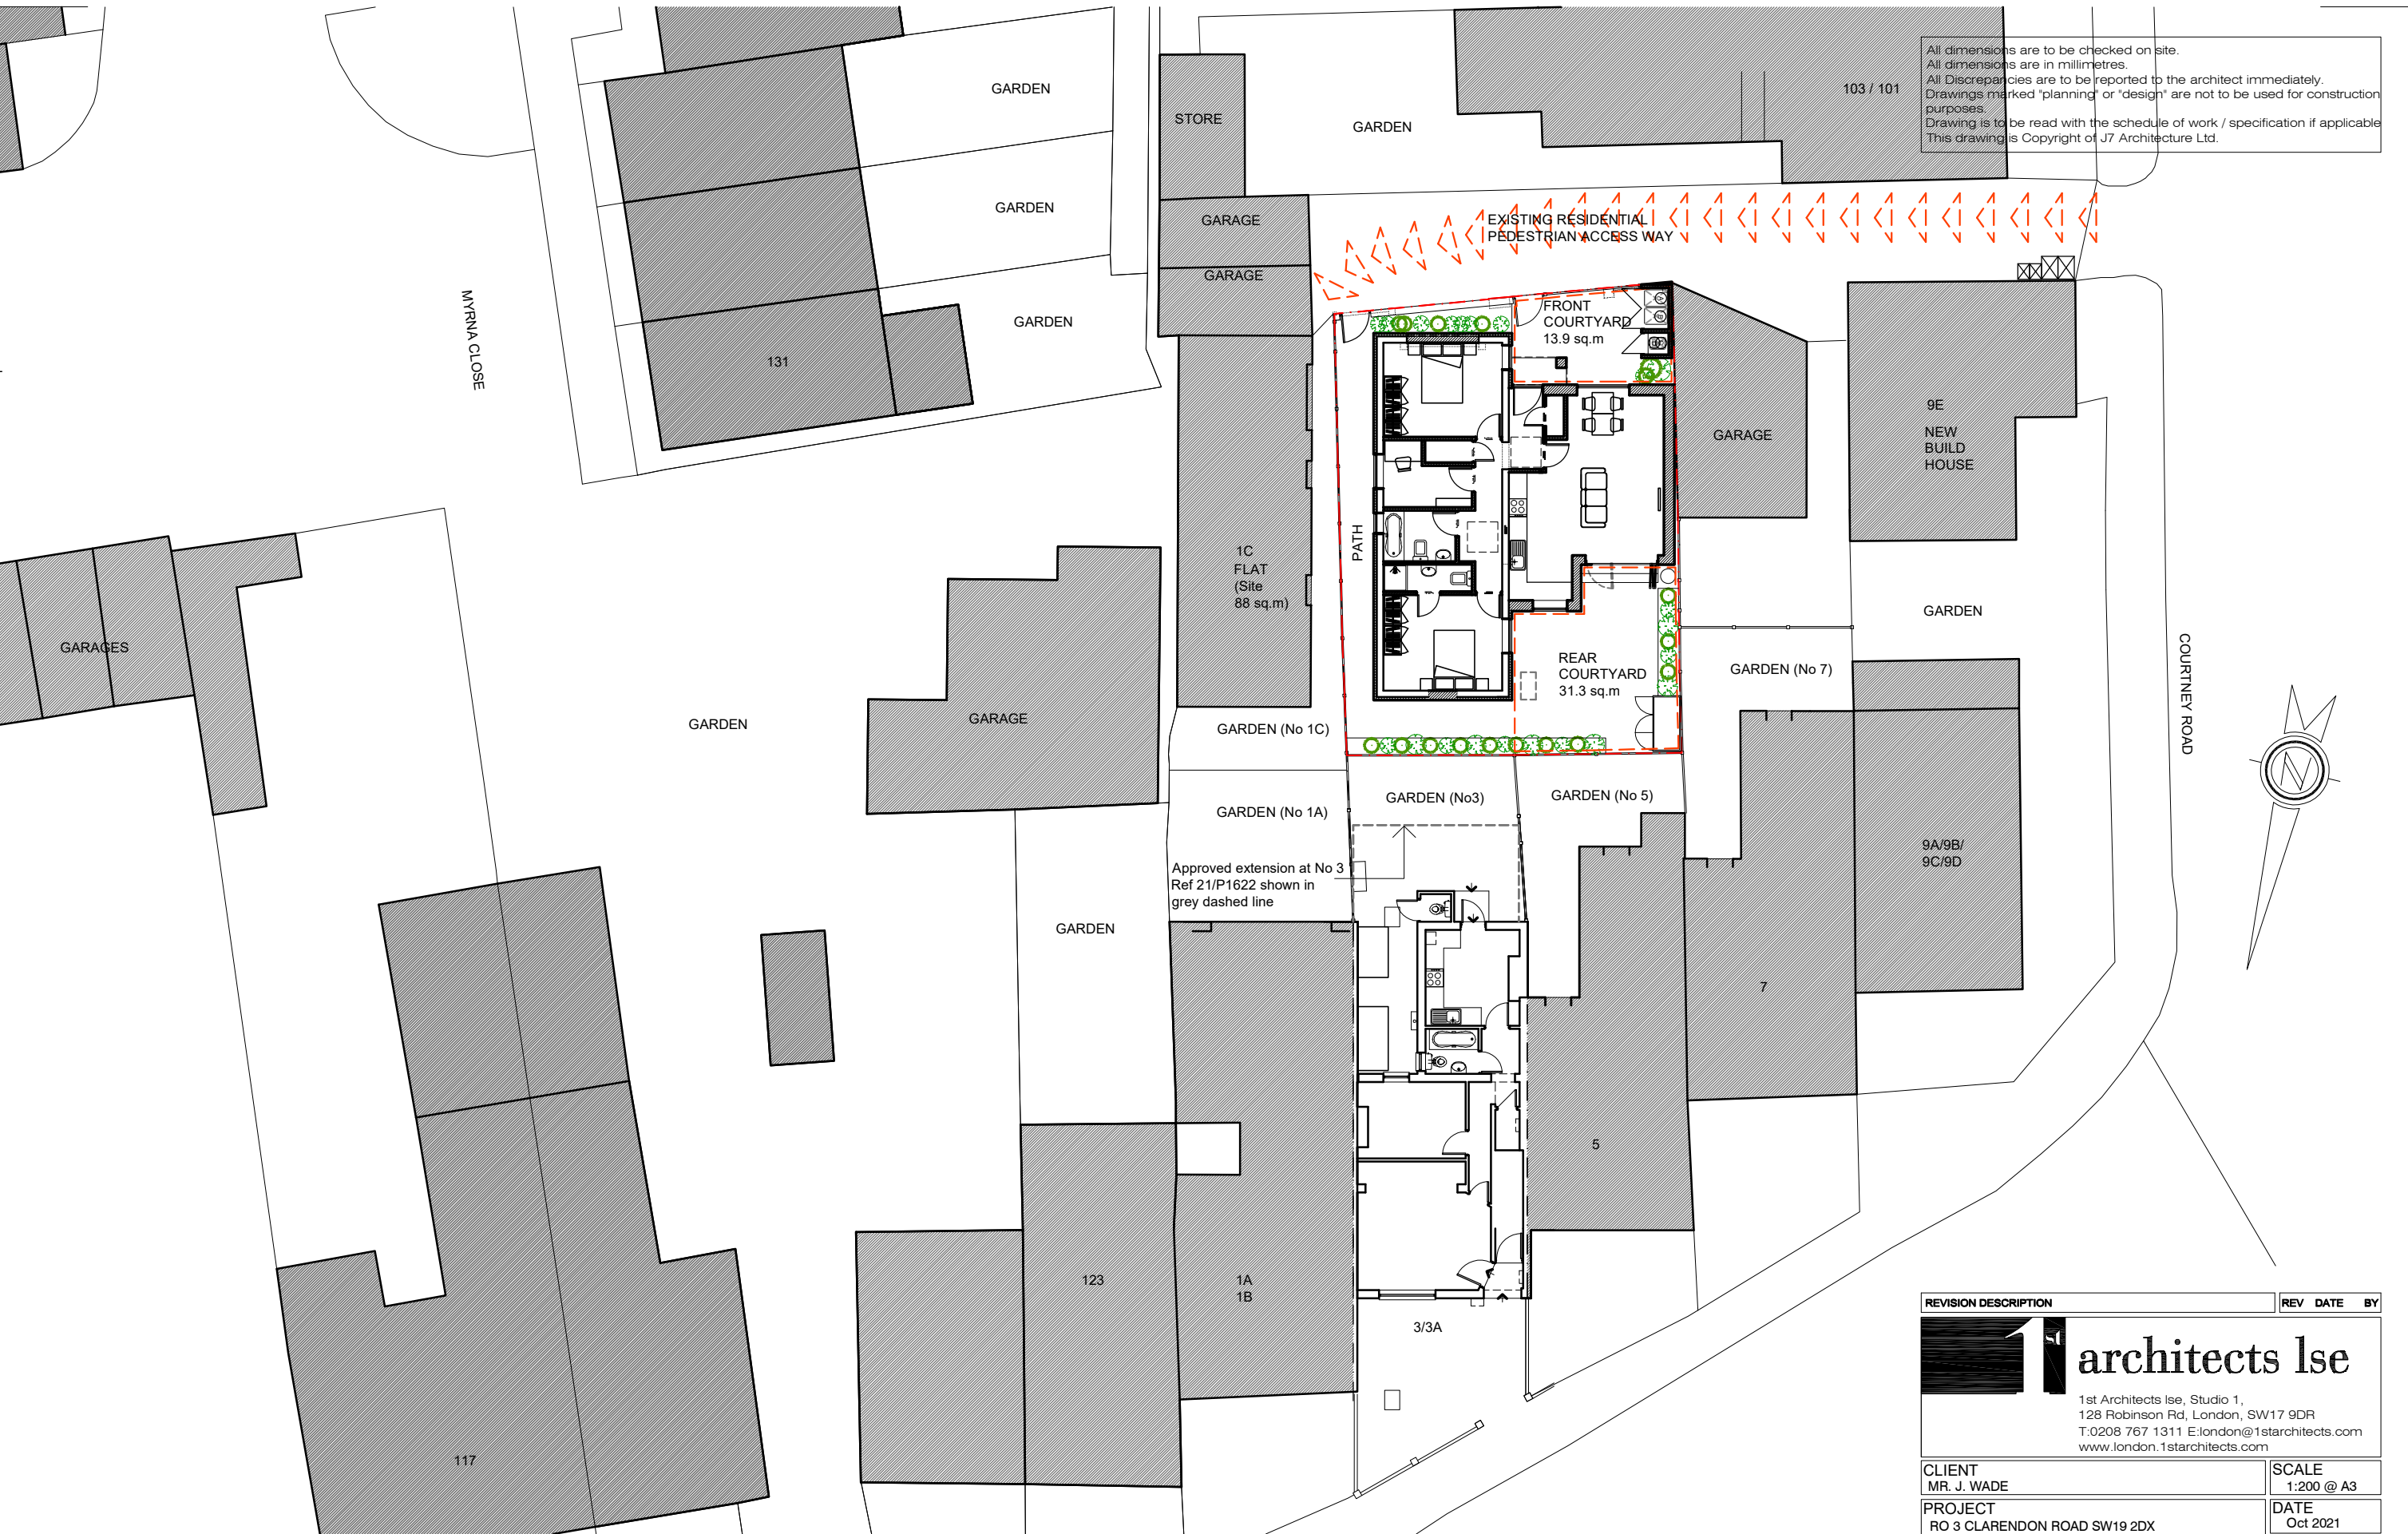 All dimensions are to be checked on site.
All dimensions are in millimetres.
All Discrepancies are to be reported to the architect immediately.
Drawings marked "planning" or "design" are not to be used for construction
purposes.
Drawing is to be read with the schedule of work / specification if applicable
This drawing is Copyright of J7 Architecture Ltd.
103 / 101
GARDEN
STORE
GARDEN
GARDEN
GARAGE
EXISTING RESIDENTIAL
PEDESTRIAN ACCESS WAY
GARAGE
GARDEN
MYRNA CLOSE
131
FRONT
COURTYARD
13.9 sq.m
9E
NEW
BUILD
HOUSE
GARAGE
PATH
1C
FLAT
(Site
88 sq.m)
GARDEN
GARAGES
REAR
COURTYARD
31.3 sq.m
GARDEN (No 7)
COURTNEY ROAD
GARDEN
GARAGE
GARDEN (No 1C)
GARDEN (No3)
GARDEN (No 5)
GARDEN (No 1A)
9A/9B/
9C/9D
Approved extension at No 3
Ref 21/P1622 shown in
grey dashed line
GARDEN
7
5
123
1A
1B
3/3A
117
N
REVISION DESCRIPTION
REV DATE BY
1st architects lse
1st Architects lse, Studio 1,
128 Robinson Rd, London, SW17 9DR
T:0208 767 1311 E:london@1starchitects.com
www.london.1starchitects.com
CLIENT
MR. J. WADE
SCALE
1:200 @ A3
PROJECT
RO 3 CLARENDON ROAD SW19 2DX
DATE
Oct 2021